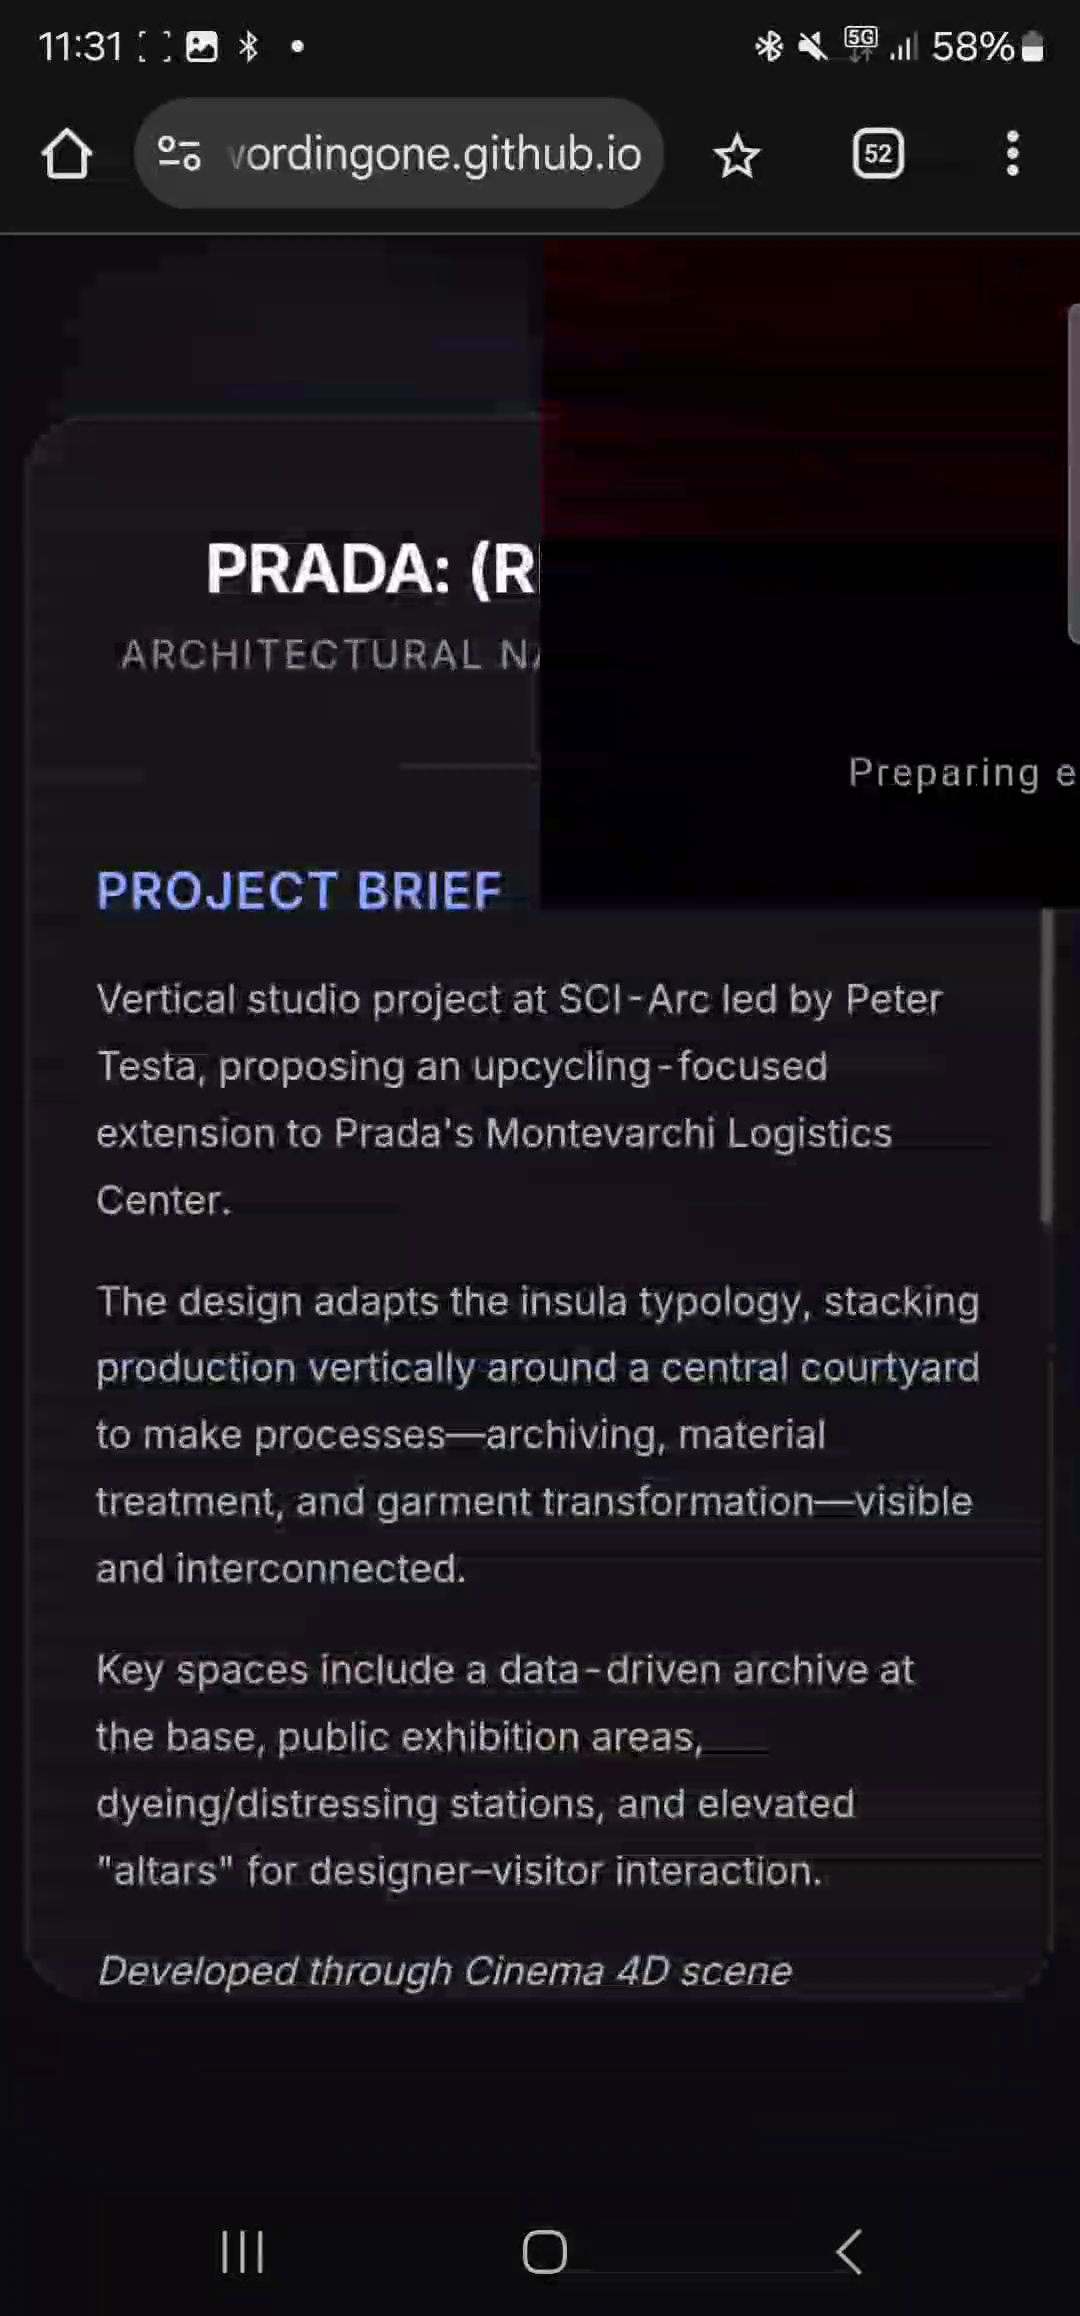 11:31
5G
58%
vordingone.github.io
52
PRADA: (R
ARCHITECTURAL NA
Preparing e
PROJECT BRIEF
Vertical studio project at SCI-Arc led by Peter
Testa, proposing an upcycling-focused
extension to Prada's Montevarchi Logistics
Center.
The design adapts the insula typology, stacking
production vertically around a central courtyard
to make processes—archiving, material
treatment, and garment transformation—visible
and interconnected.
Key spaces include a data-driven archive at
the base, public exhibition areas,
dyeing/distressing stations, and elevated
"altars" for designer–visitor interaction.
Developed through Cinema 4D scene